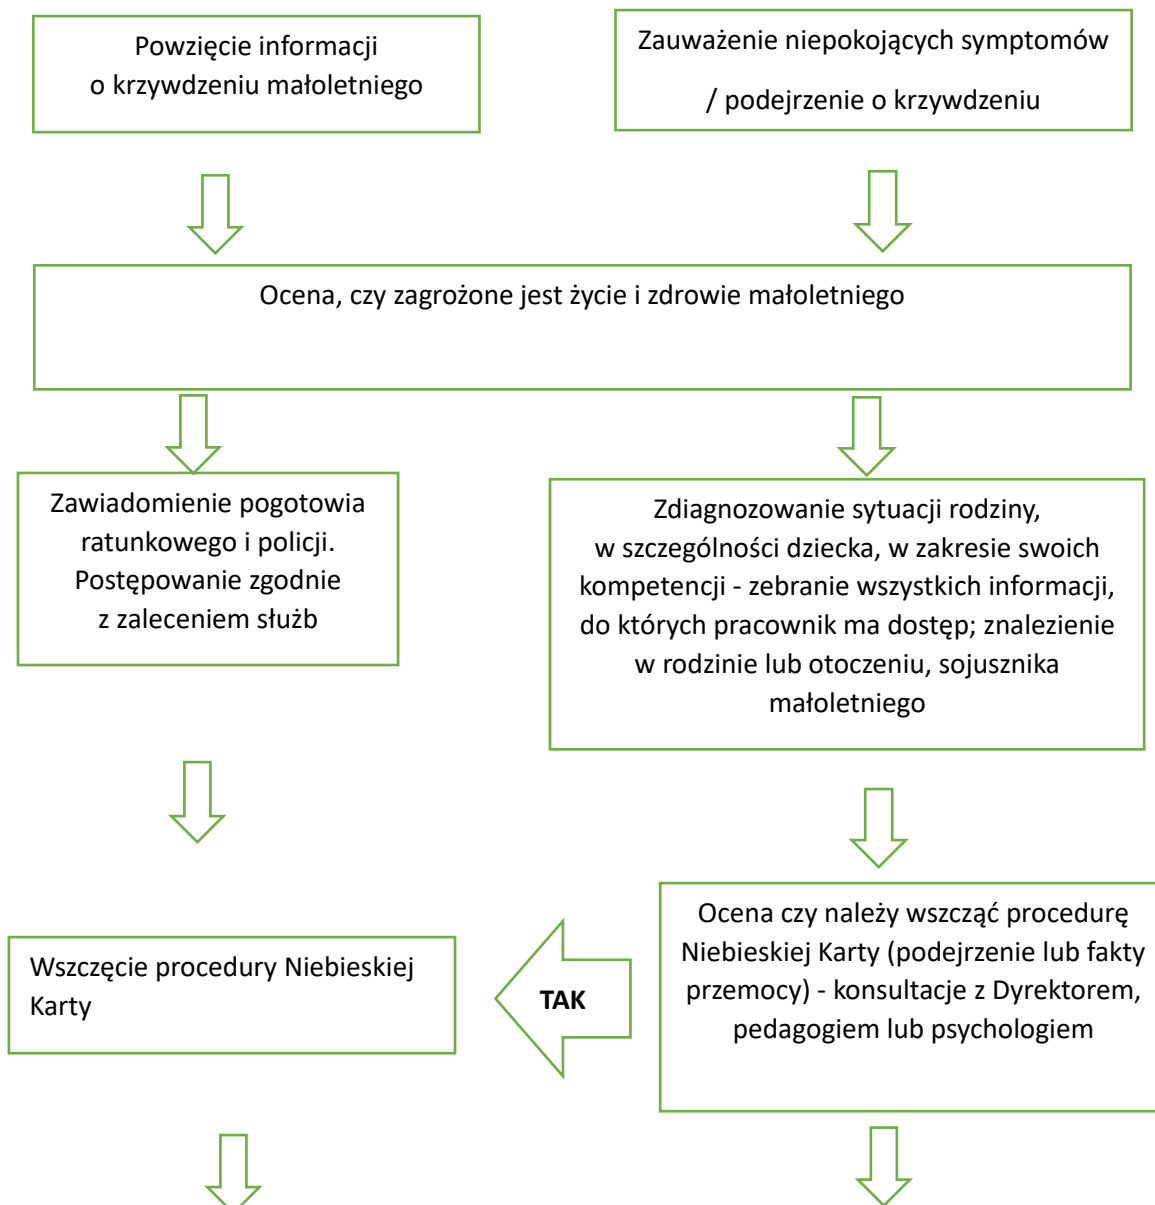 Powzięcie informacji
o krzywdzeniu małoletniego
Zauważenie niepokojących symptomów
/ podejrzenie o krzywdzeniu
Ocena, czy zagrożone jest życie i zdrowie małoletniego
Zawiadomienie pogotowia
ratunkowego i policji.
Postępowanie zgodnie
z zaleceniem służb
Zdiagnozowanie sytuacji rodziny,
w szczególności dziecka, w zakresie swoich
kompetencji - zebranie wszystkich informacji,
do których pracownik ma dostęp; znalezienie
w rodzinie lub otoczeniu, sojusznika
małoletniego
Wszczęcie procedury Niebieskiej
Karty
TAK
Ocena czy należy wszcząć procedurę
Niebieskiej Karty (podejrzenie lub fakty
przemocy) - konsultacje z Dyrektorem,
pedagogiem lub psychologiem